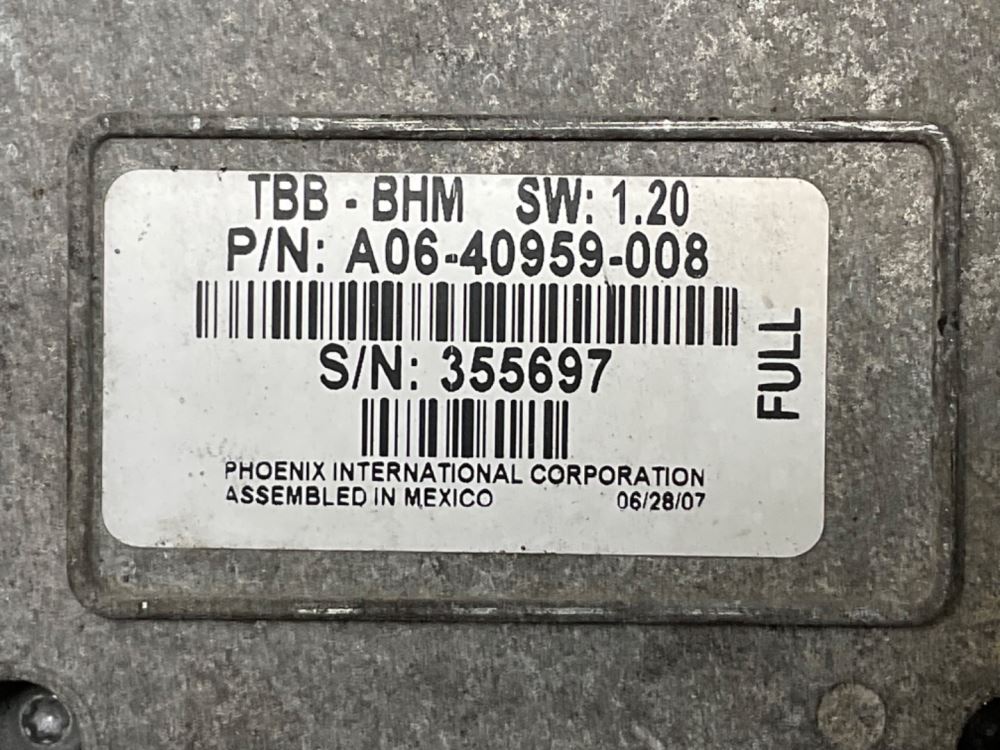 TBB - BHM SW: 1.20
P/N: A06-40959-008
S/N: 355697
FULL
PHOENIX INTERNATIONAL CORPORATION
ASSEMBLED IN MEXICO 06/28/07